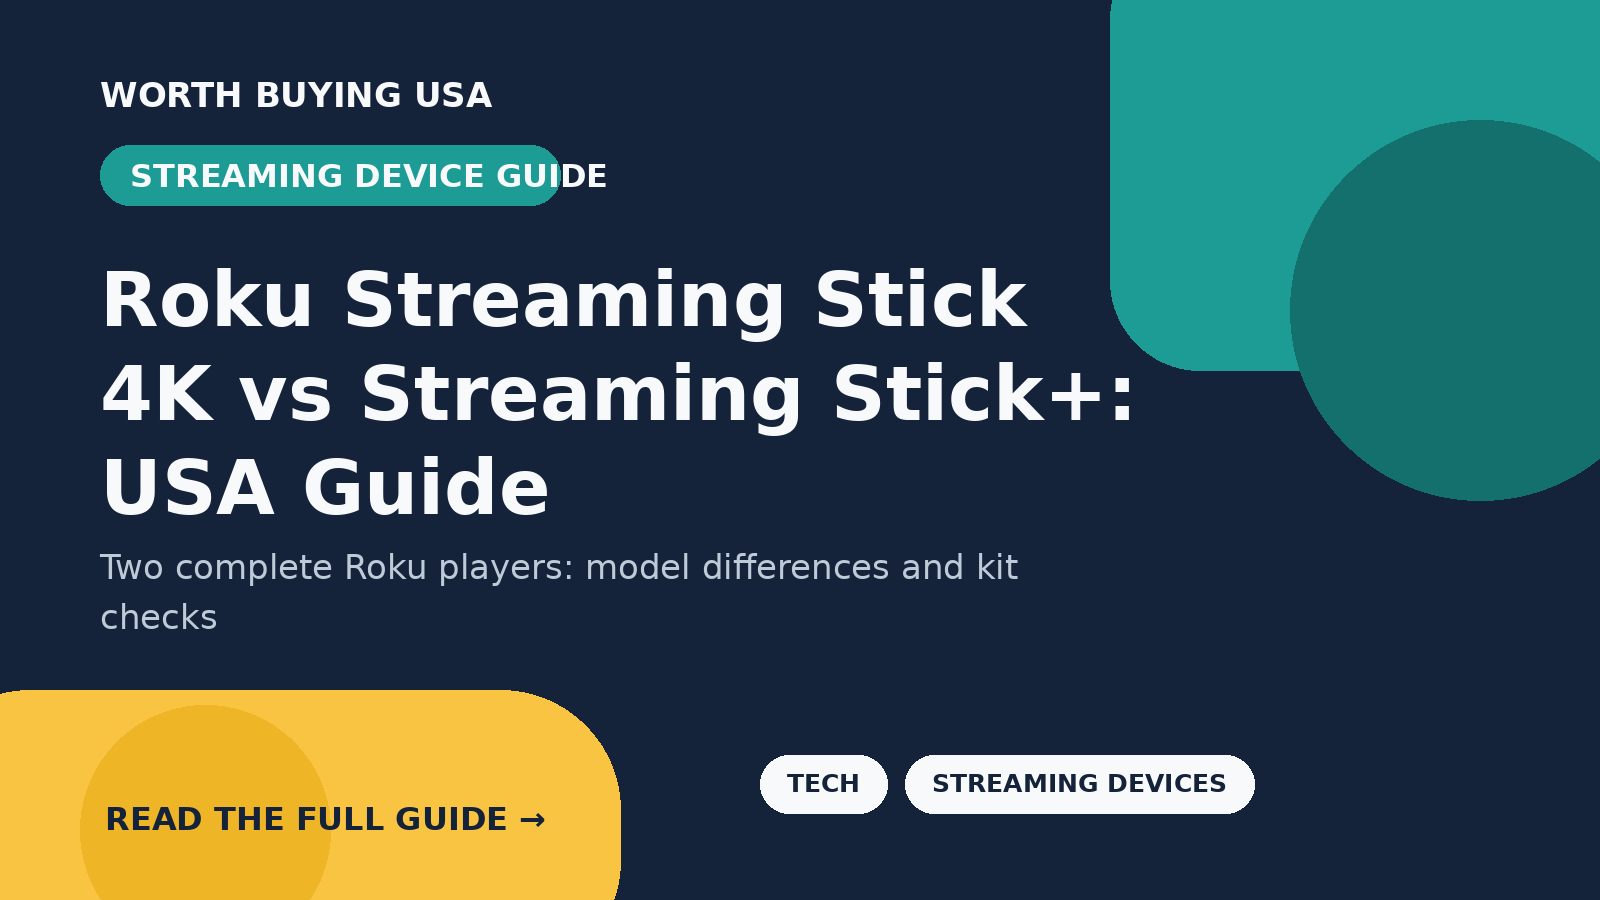 WORTH BUYING USA
STREAMING DEVICE GUIDE
Roku Streaming Stick
4K vs Streaming Stick+:
USA Guide
Two complete Roku players: model differences and kit
checks
READ THE FULL GUIDE →
TECH
STREAMING DEVICES